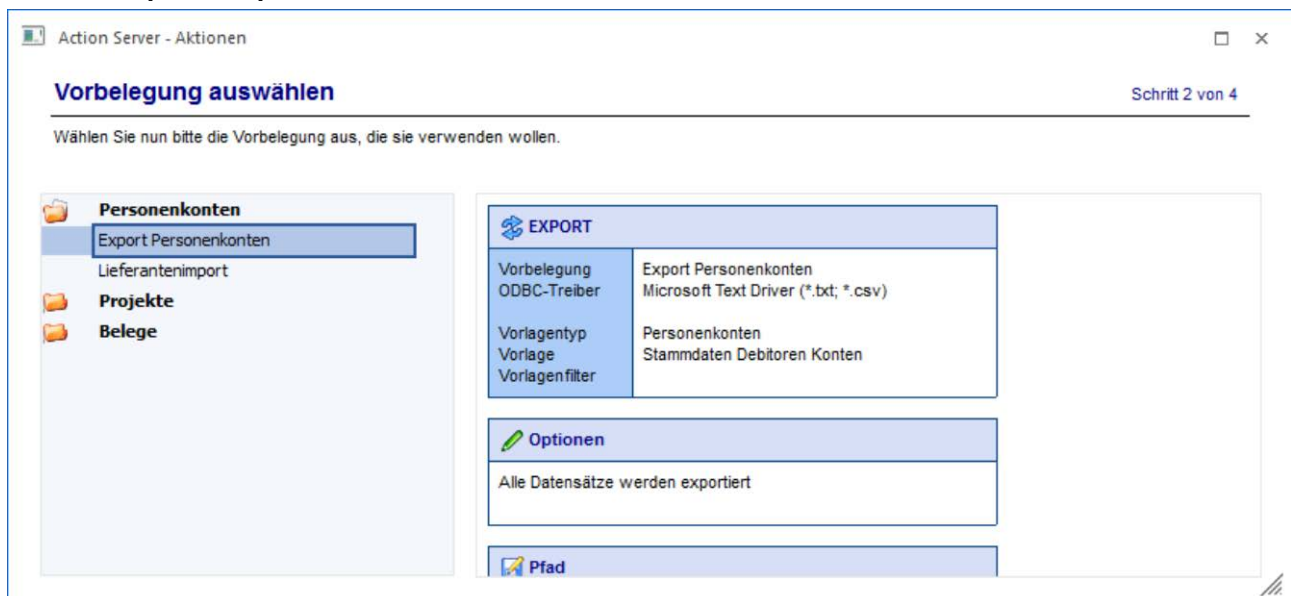 Action Server - Aktionen
Vorbelegung auswählen
Schritt 2 von 4
Wählen Sie nun bitte die Vorbelegung aus, die sie verwenden wollen.
Personenkonten
Export Personenkonten
Lieferantenimport
Projekte
Belege
EXPORT
Vorbelegung Export Personenkonten
ODBC-Treiber Microsoft Text Driver (*.txt; *.csv)
Vorlagentyp Personenkonten
Vorlage Stammdaten Debitoren Konten
Vorlagenfilter
Optionen
Alle Datensätze werden exportiert
Pfad